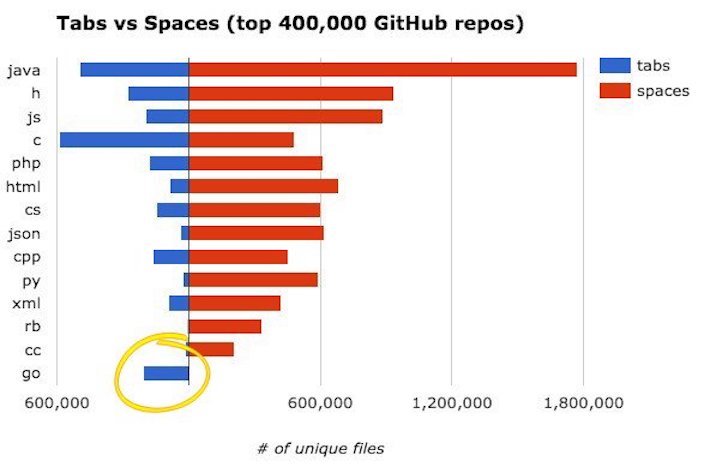 Tabs vs Spaces (top 400,000 GitHub repos)
tabs
spaces
java
h
js
c
php
html
cs
json
cpp
py
xml
rb
cc
go
600,000 600,000 1,200,000 1,800,000
# of unique files